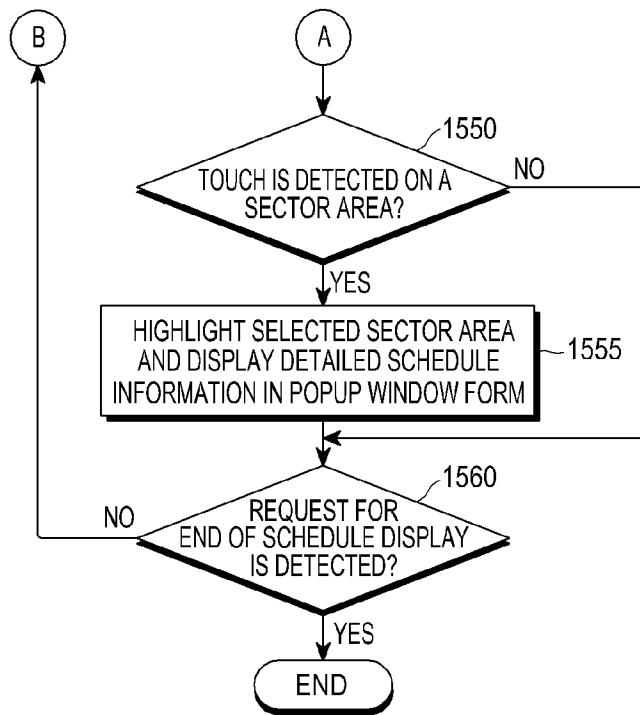 B
A
1550
TOUCH IS DETECTED ON A
SECTOR AREA?
NO
YES
HIGHLIGHT SELECTED SECTOR AREA
AND DISPLAY DETAILED SCHEDULE
INFORMATION IN POPUP WINDOW FORM
1555
1560
NO
REQUEST FOR
END OF SCHEDULE DISPLAY
IS DETECTED?
YES
END